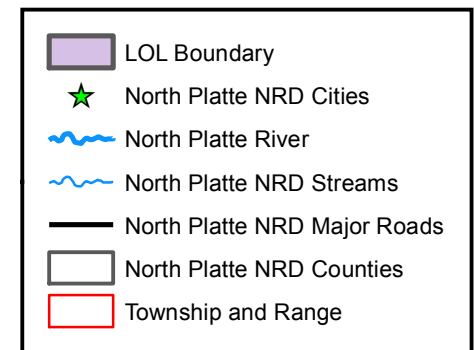 LOL Boundary
North Platte NRD Cities
North Platte River
North Platte NRD Streams
North Platte NRD Major Roads
North Platte NRD Counties
Township and Range